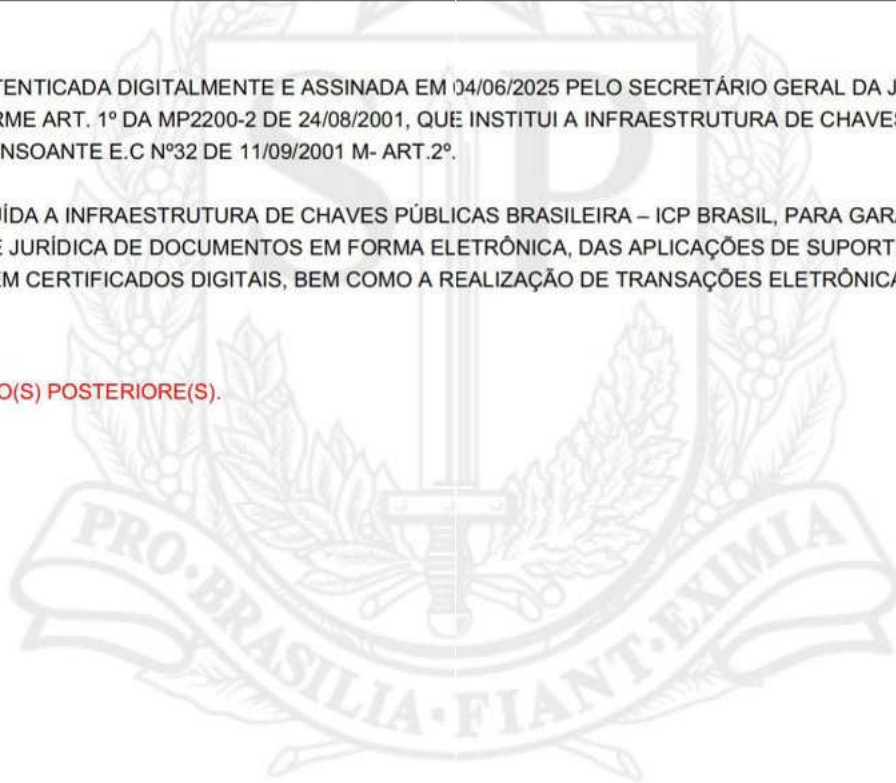 TENTICADA DIGITALMENTE E ASSINADA EM 04/06/2025 PELO SECRETÁRIO GERAL DA J
RME ART. 1º DA MP2200-2 DE 24/08/2001, QUE INSTITUI A INFRAESTRUTURA DE CHAVES
NSOANTE E.C Nº32 DE 11/09/2001 M- ART.2º.
UÍDA A INFRAESTRUTURA DE CHAVES PÚBLICAS BRASILEIRA – ICP BRASIL, PARA GARA
E JURÍDICA DE DOCUMENTOS EM FORMA ELETRÔNICA, DAS APLICAÇÕES DE SUPORT
EM CERTIFICADOS DIGITAIS, BEM COMO A REALIZAÇÃO DE TRANSAÇÕES ELETRÔNICA
O(S) POSTERIORE(S).
SP
PRO·BRASILIA·FIANT·EXIMIA